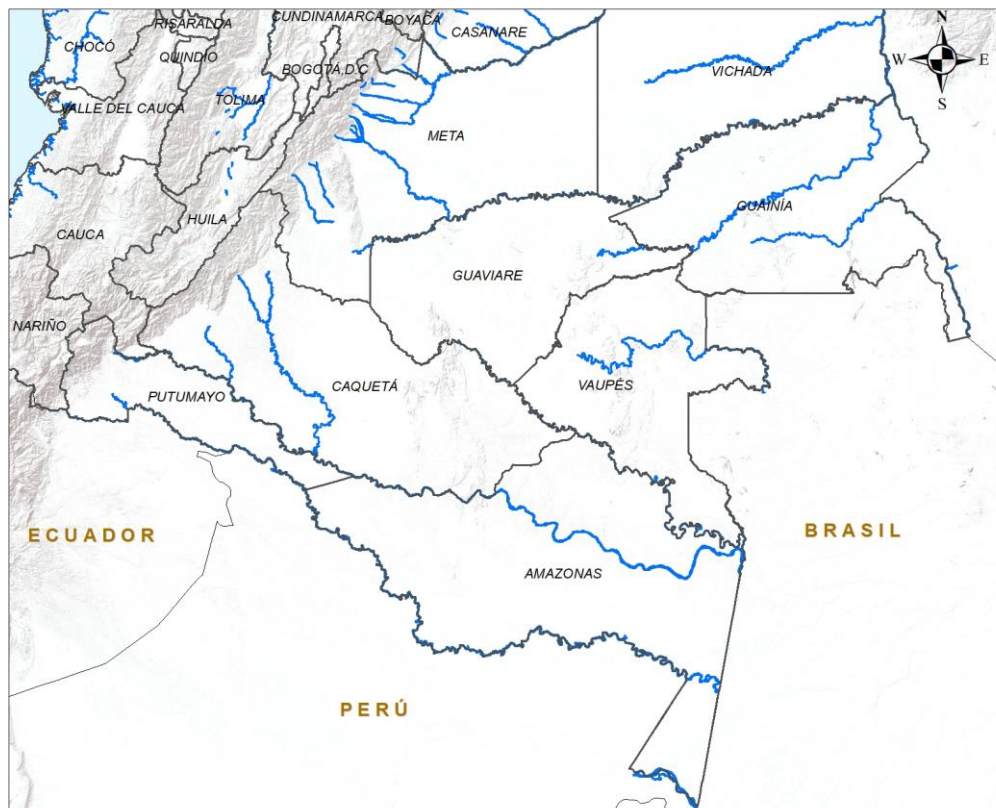 CUNDINAMARCA
BOYACÁ
RISARALDA
CASANARE
N
CHOCÓ
QUINDIO
W
E
BOGOTÁ,D.C
VICHADA
S
TOLIMA
VALLE DEL CAUCA
META
GUAINÍA
HUILA
CAUCA
GUAVIARE
NARIÑO
CAQUETÁ
VAUPÉS
PUTUMAYO
ECUADOR
BRASIL
AMAZONAS
PERÚ